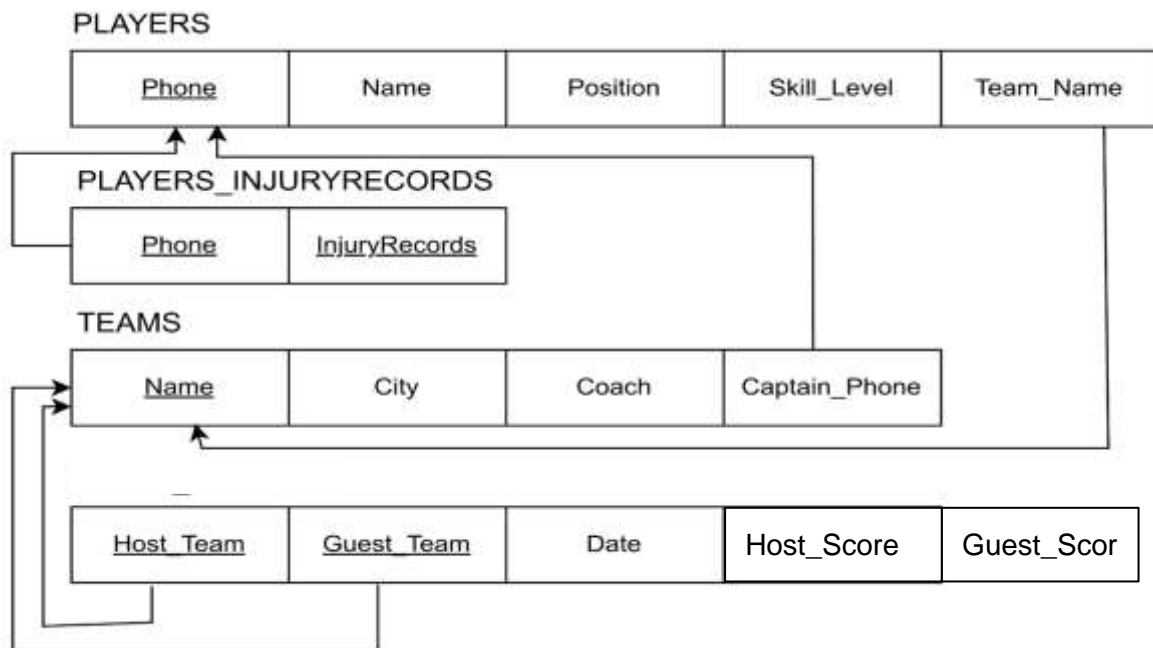 PLAYERS
Phone Name Position Skill_Level Team_Name
PLAYERS_INJURYRECORDS
Phone InjuryRecords
TEAMS
Name City Coach Captain_Phone
_
Host_Team Guest_Team Date Host_Score Guest_Scor